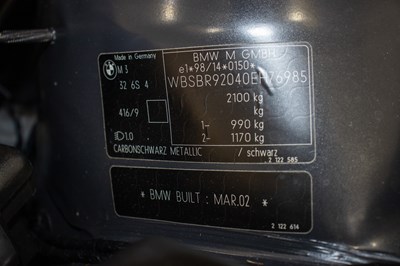 Made in Germany
BMW M GMBH
e1*98/14*0150*
M3
WBSBR92040EH76985
32 6S 4
2100 kg
416/9
kg
1- 990 kg
1.0
2- 1170 kg
CARBONSCHWARZ METALLIC / schwarz
2 122 585
* BMW BUILT : MAR.02 *
2 122 614